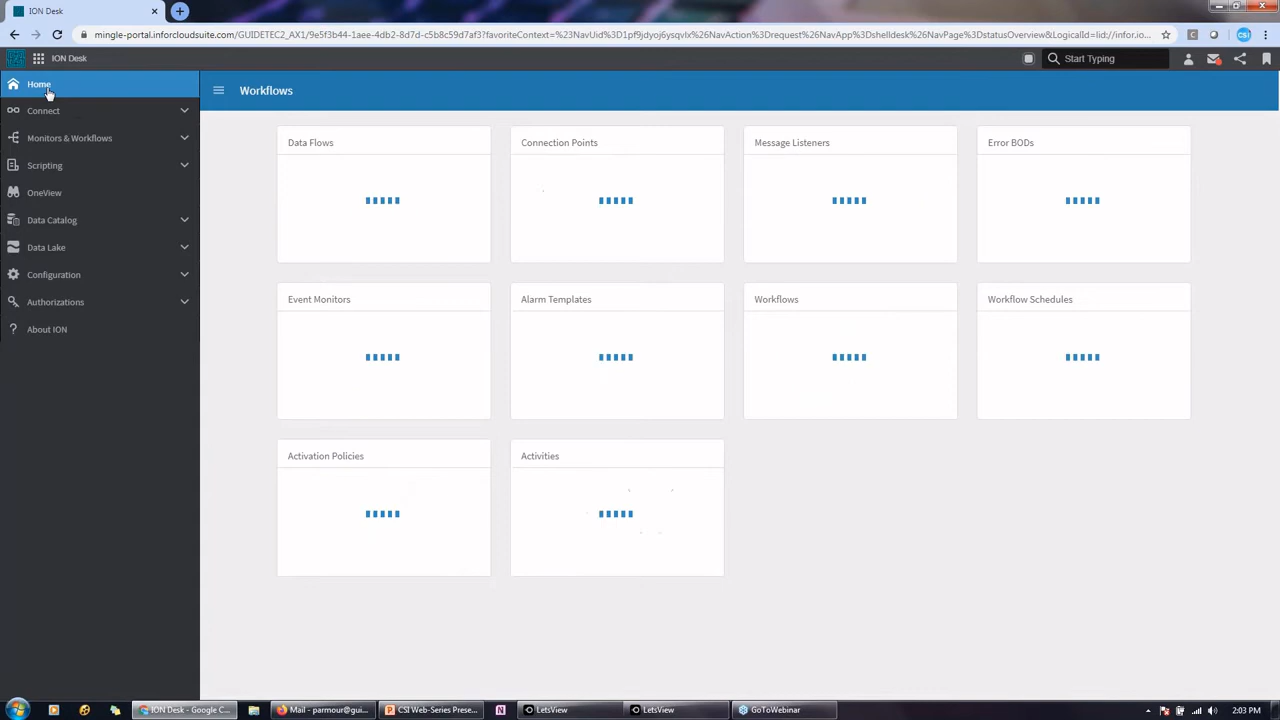 ION Desk
mingle-portal.inforcloudsuite.com/GUIDETEC2_AX1/9e5f3b44-1aee-4db2-8d7d-c5b8c59d7af3?favoriteContext=%3NavUid%3D1pf9jdyoj6ysqvlx%26NavAction%3Drequest%26NavApp%3Dshelldesk%26NavPage%3DstatusOverview&LogicalId=lid://infor.io...
ION Desk
Start Typing
Home
Connect
Monitors & Workflows
Scripting
OneView
Data Catalog
Data Lake
Configuration
Authorizations
About ION
Workflows
Data Flows
Connection Points
Message Listeners
Error BODs
Event Monitors
Alarm Templates
Workflows
Workflow Schedules
Activation Policies
Activities
ION Desk - Google C...
Mail - parmour@gui...
CSI Web-Series Prese...
LetsView
LetsView
GoToWebinar
2:03 PM